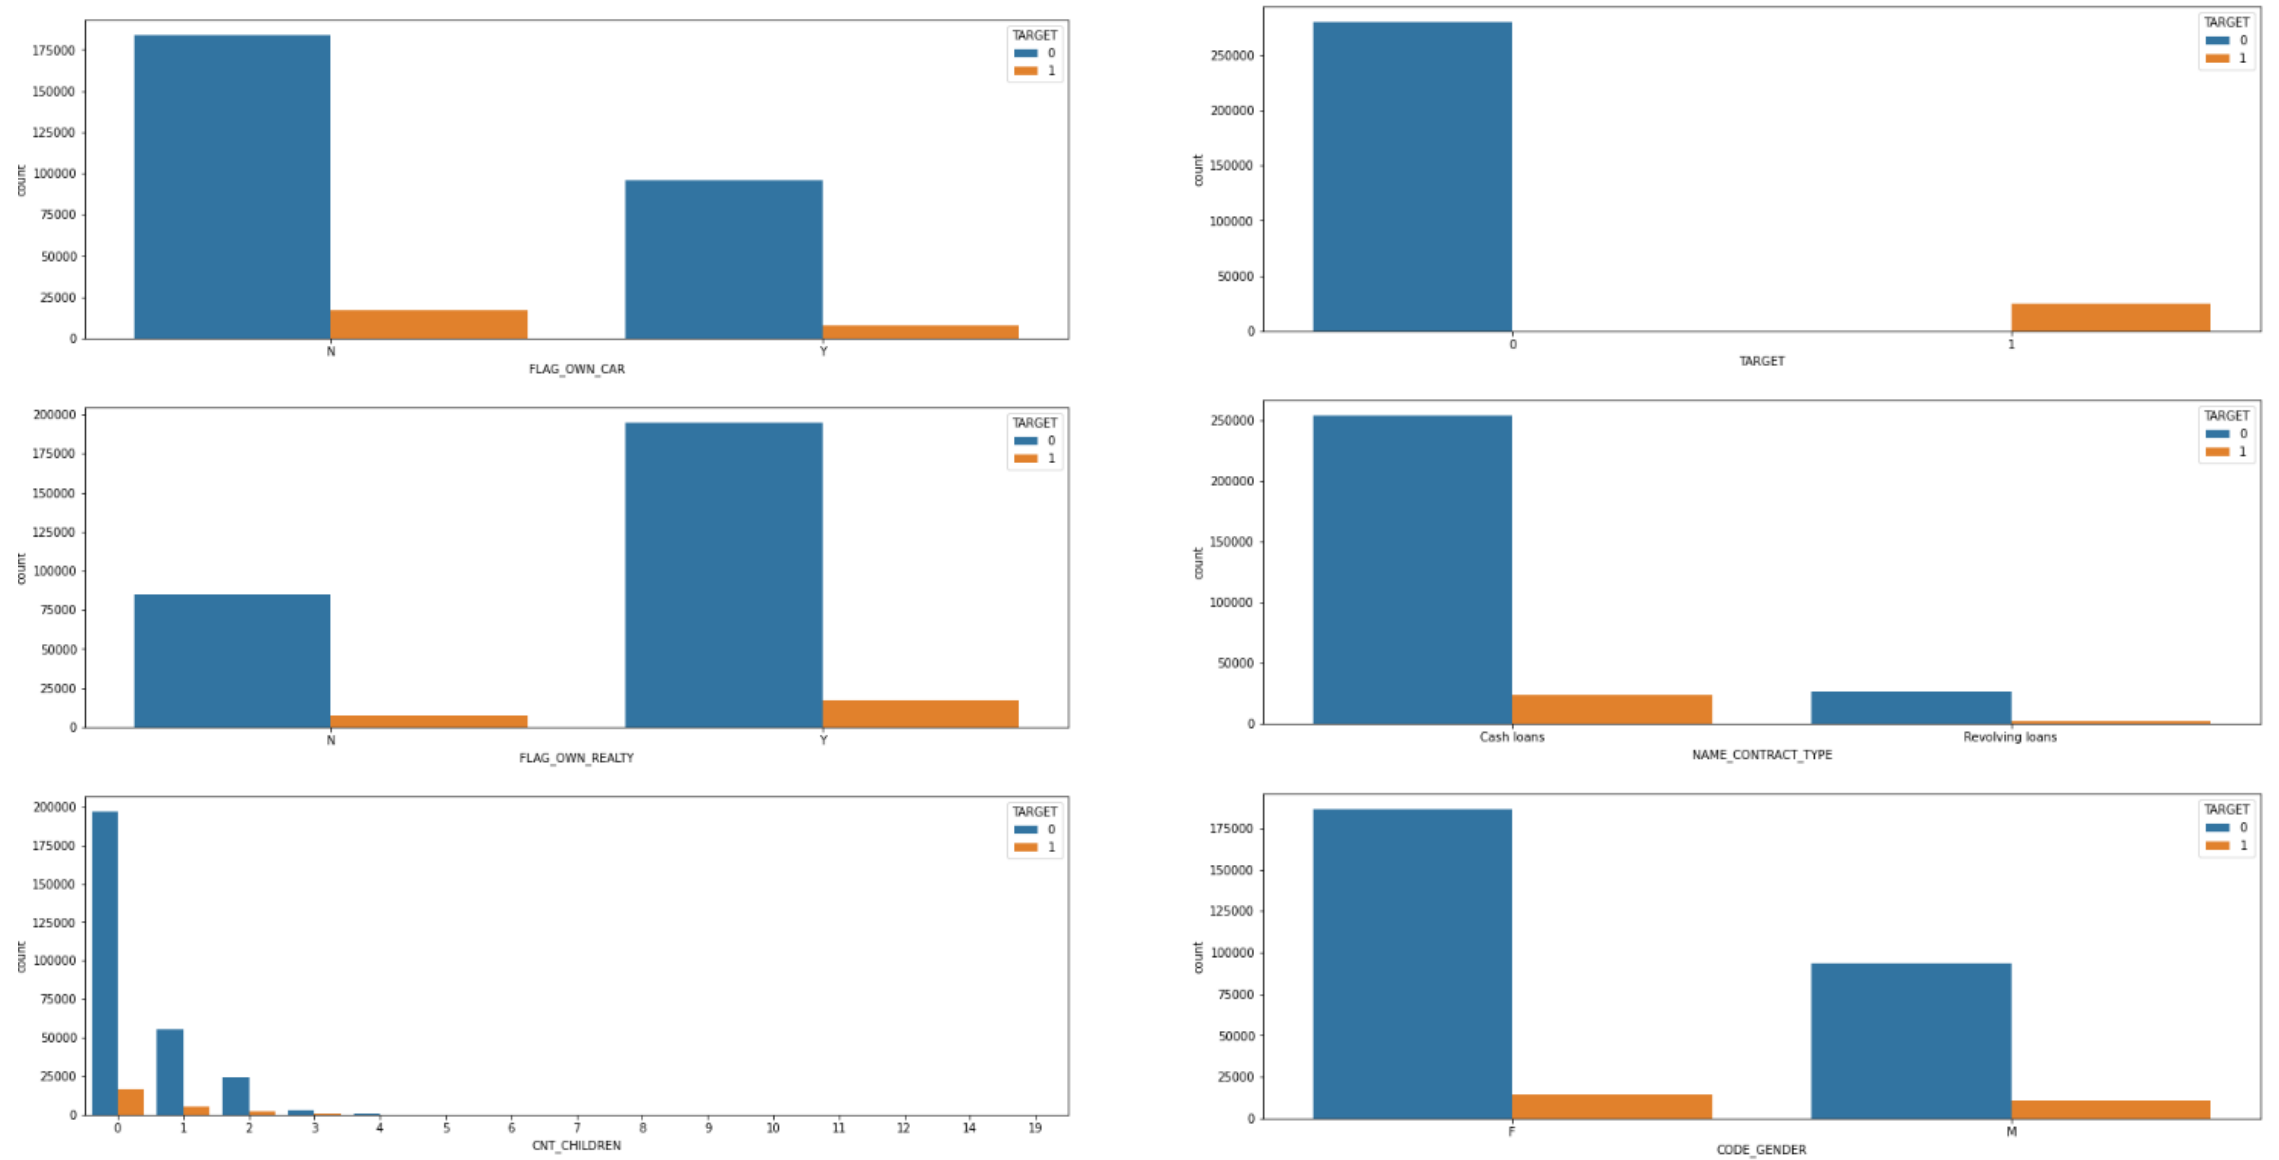 TARGET
0
1
175000
150000
125000
100000
75000
50000
25000
0
count
N Y
FLAG_OWN_CAR
TARGET
0
1
250000
200000
150000
100000
50000
0
count
0 1
TARGET
TARGET
0
1
200000
175000
150000
125000
100000
75000
50000
25000
0
count
N Y
FLAG_OWN_REALTY
TARGET
0
1
250000
200000
150000
100000
50000
0
count
Cash loans Revolving loans
NAME_CONTRACT_TYPE
TARGET
0
1
200000
175000
150000
125000
100000
75000
50000
25000
0
count
0 1 2 3 4 5 6 7 8 9 10 11 12 14 19
CNT_CHILDREN
TARGET
0
1
175000
150000
125000
100000
75000
50000
25000
0
count
F M
CODE_GENDER